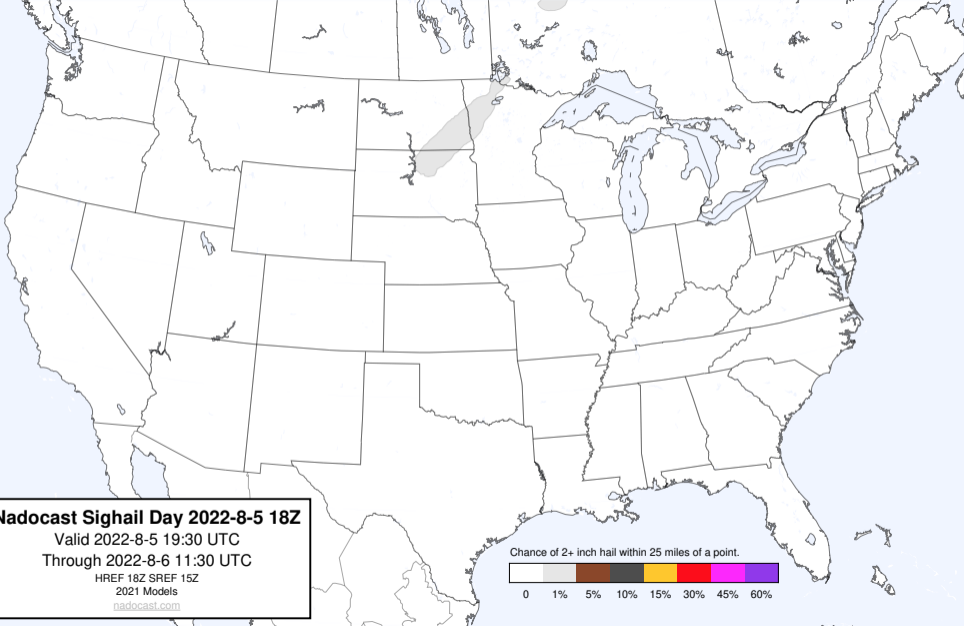 Nadocast Sighail Day 2022-8-5 18Z
Valid 2022-8-5 19:30 UTC
Through 2022-8-6 11:30 UTC
HREF 18Z SREF 15Z
2021 Models
nadocast.com
Chance of 2+ inch hail within 25 miles of a point.
0 1% 5% 10% 15% 30% 45% 60%